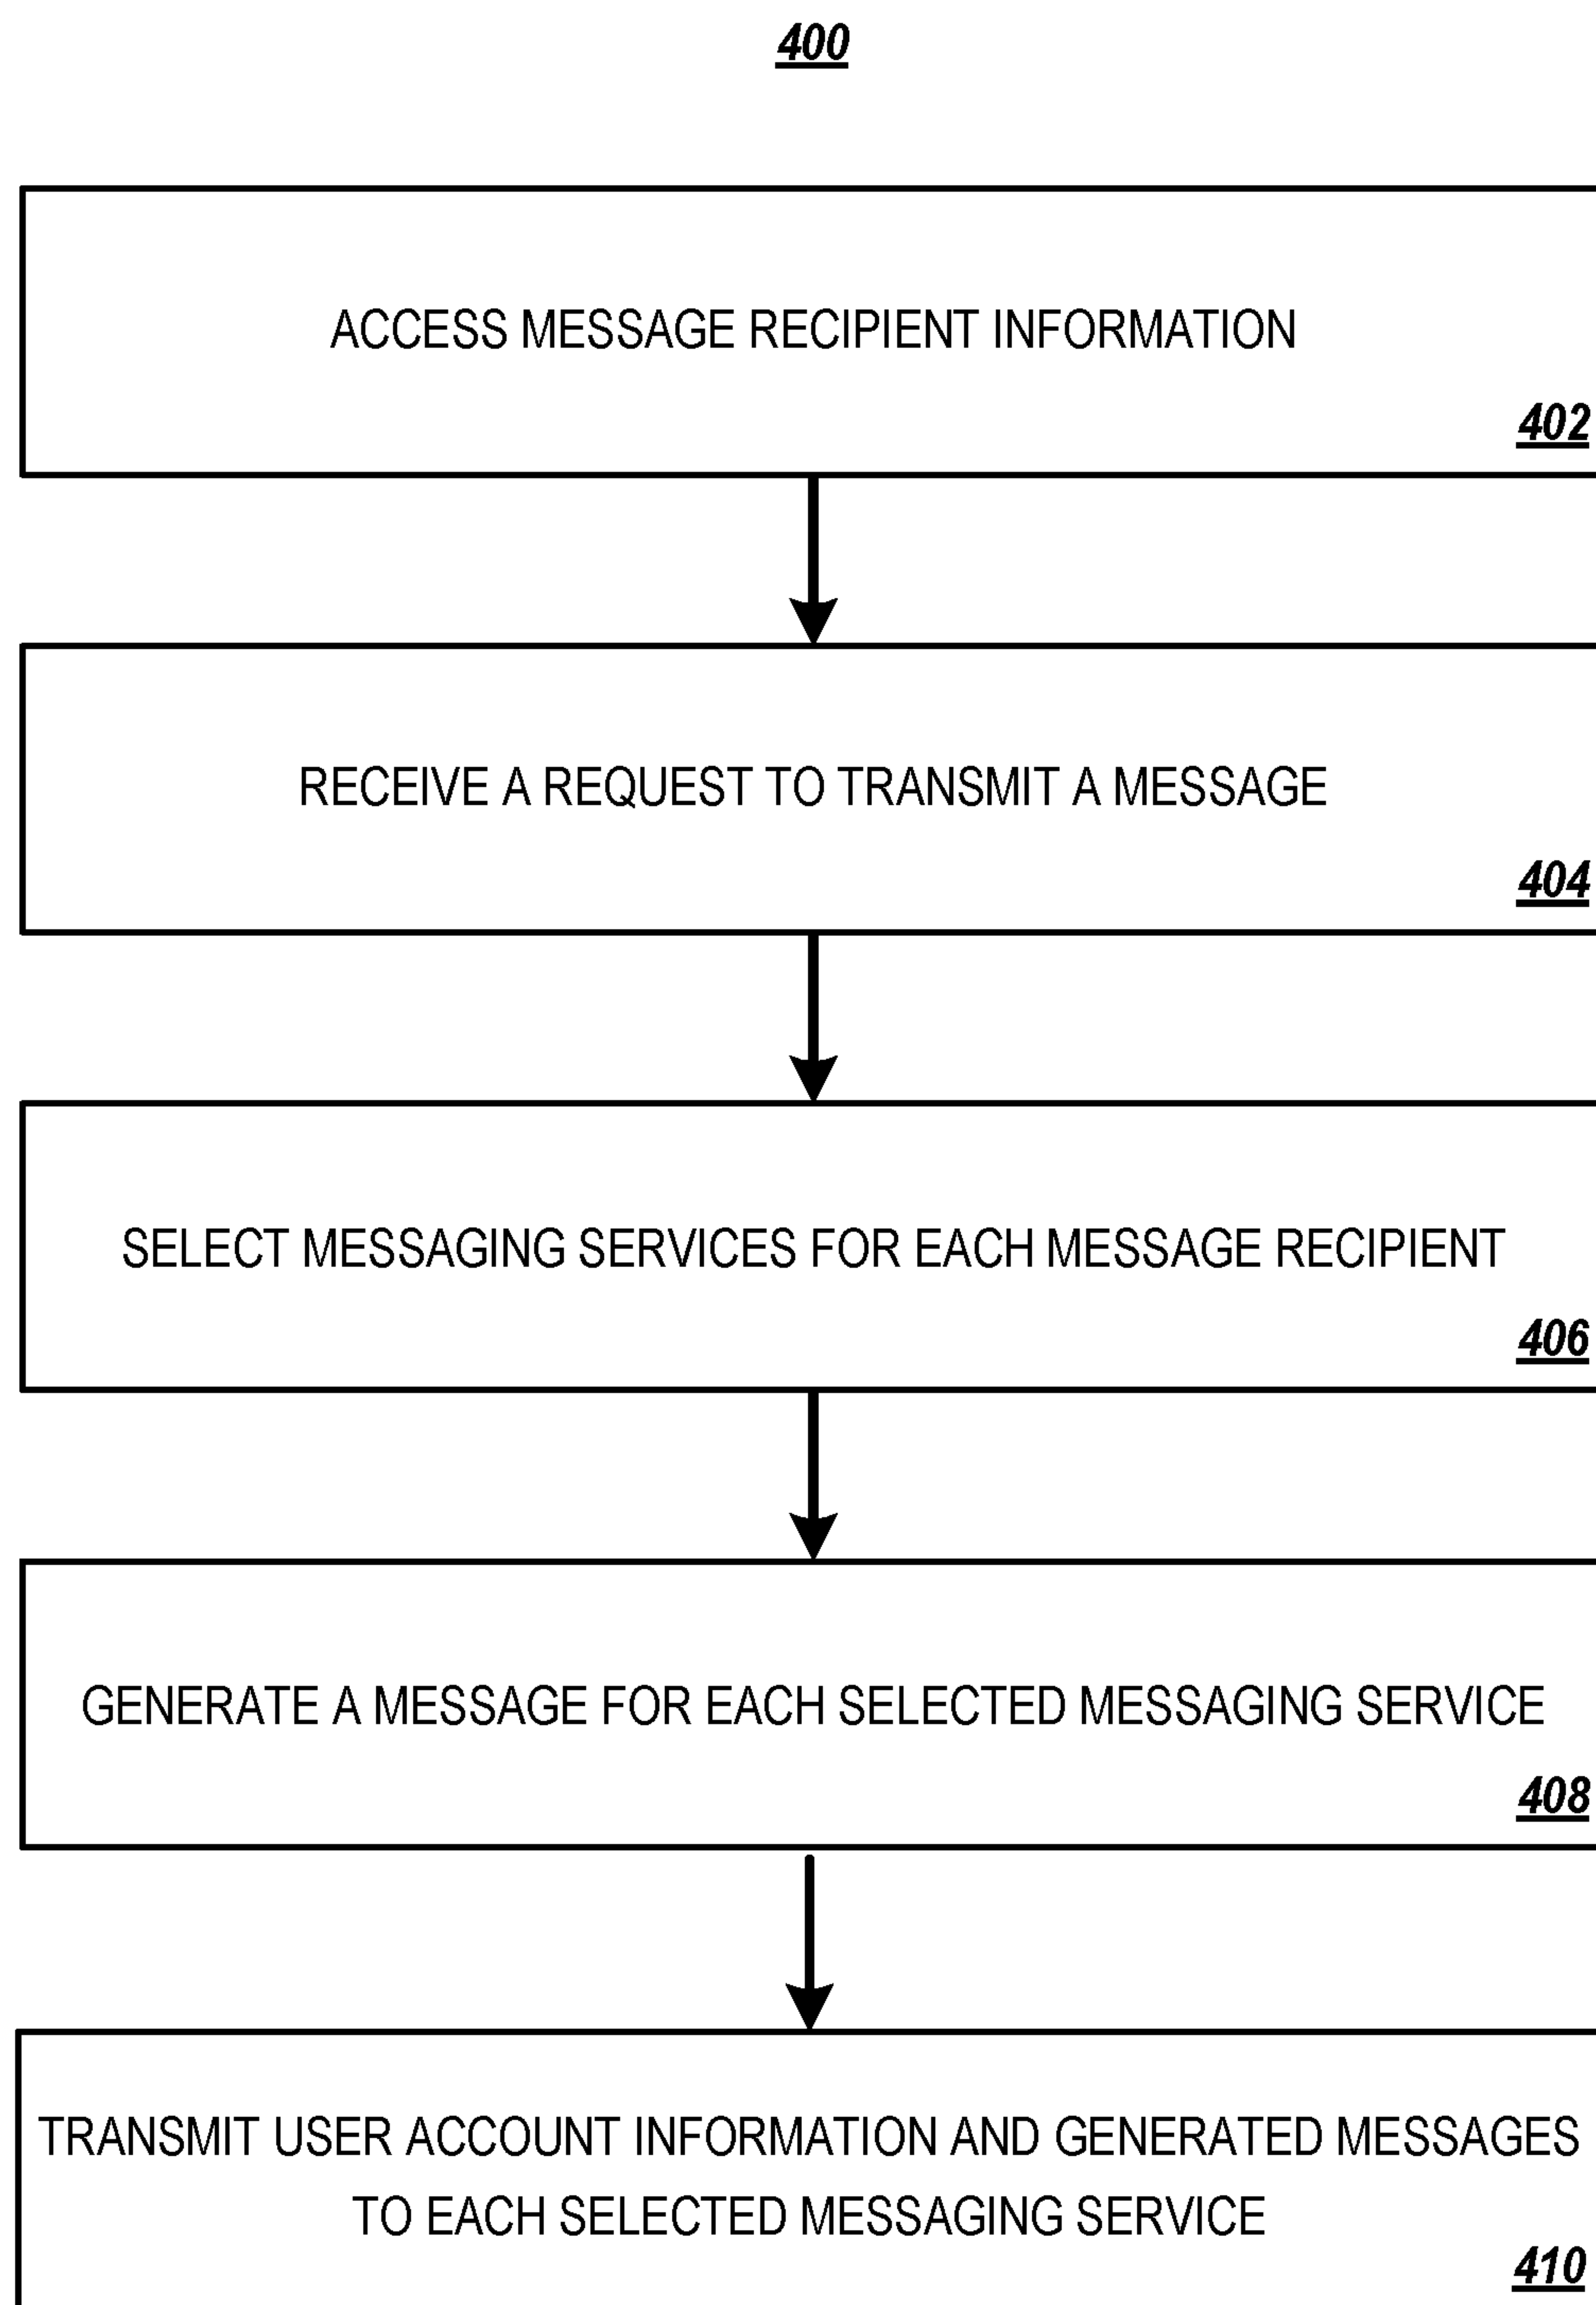 400
ACCESS MESSAGE RECIPIENT INFORMATION
402
RECEIVE A REQUEST TO TRANSMIT A MESSAGE
404
SELECT MESSAGING SERVICES FOR EACH MESSAGE RECIPIENT
406
GENERATE A MESSAGE FOR EACH SELECTED MESSAGING SERVICE
408
TRANSMIT USER ACCOUNT INFORMATION AND GENERATED MESSAGES
TO EACH SELECTED MESSAGING SERVICE
410